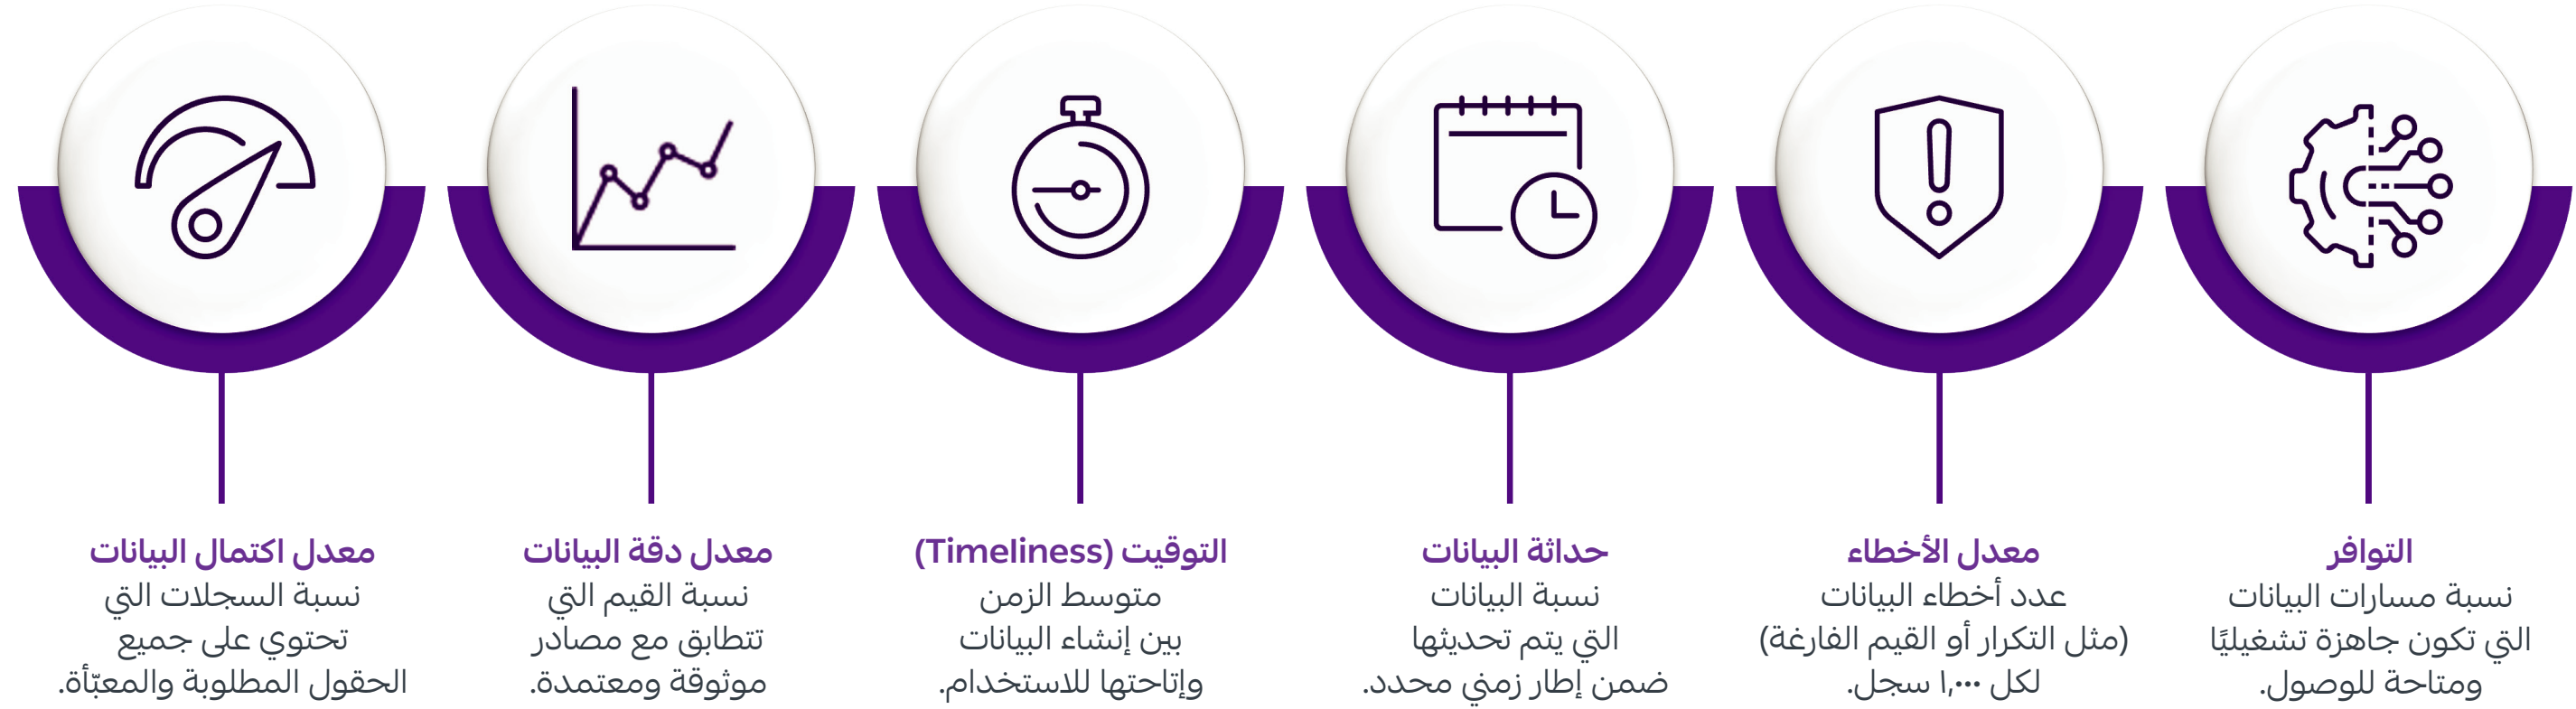 التوافر
نسبة مسارات البيانات
التي تكون جاهزة تشغيليًا
ومتاحة للوصول.
معدل الأخطاء
عدد أخطاء البيانات
(مثل التكرار أو القيم الفارغة)
لكل ١,٠٠٠ سجل.
حداثة البيانات
نسبة البيانات
التي يتم تحديثها
ضمن إطار زمني محدد.
التوقيت (Timeliness)
متوسط الزمن
بين إنشاء البيانات
وإتاحتها للاستخدام.
معدل دقة البيانات
نسبة القيم التي
تتطابق مع مصادر
موثوقة ومعتمدة.
معدل اكتمال البيانات
نسبة السجلات التي
تحتوي على جميع
الحقول المطلوبة والمعبّأة.